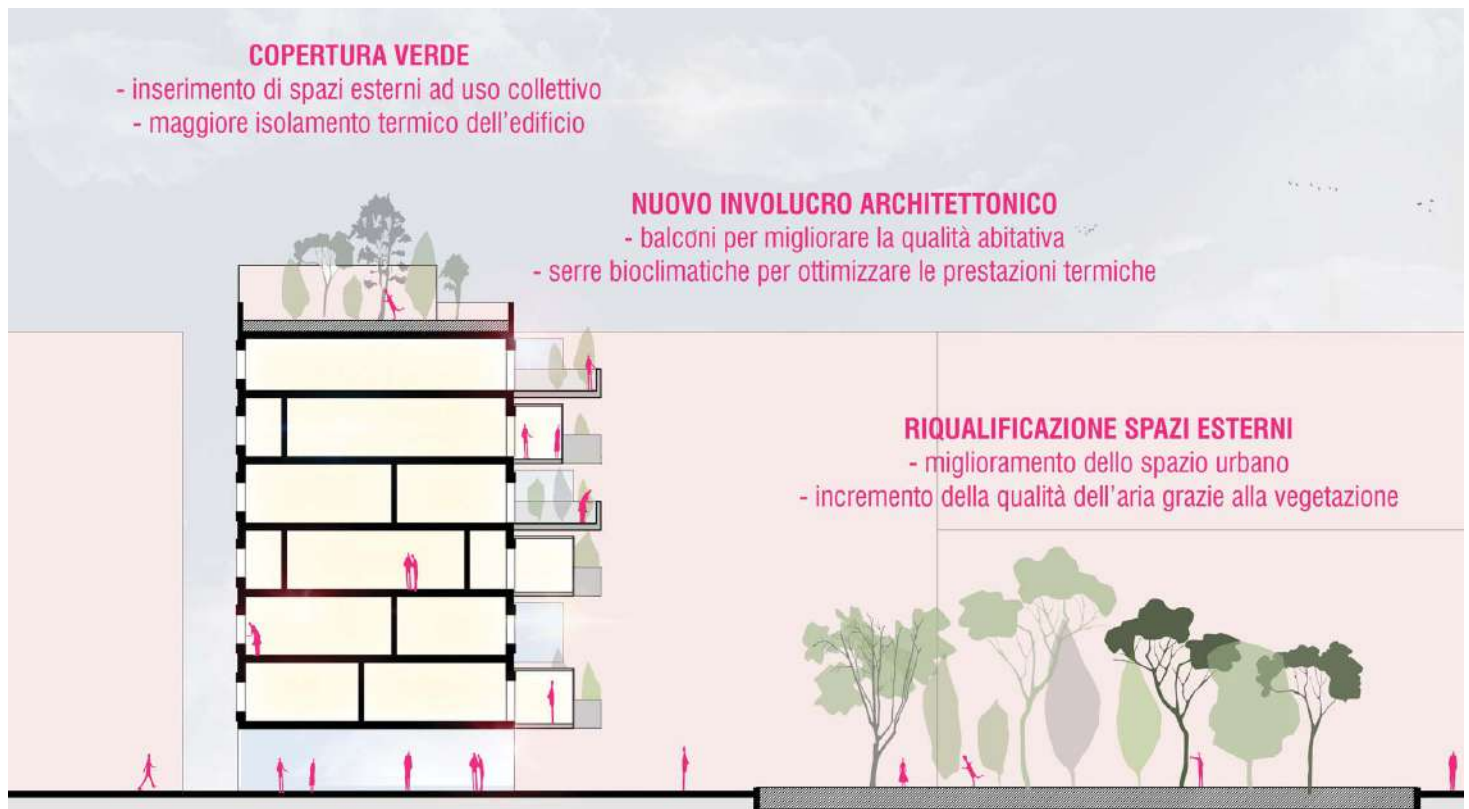 COPERTURA VERDE
- inserimento di spazi esterni ad uso collettivo
- maggiore isolamento termico dell'edificio
NUOVO INVOLUCRO ARCHITETTONICO
- balconi per migliorare la qualità abitativa
- serre bioclimatiche per ottimizzare le prestazioni termiche
RIQUALIFICAZIONE SPAZI ESTERNI
- miglioramento dello spazio urbano
- incremento della qualità dell'aria grazie alla vegetazione